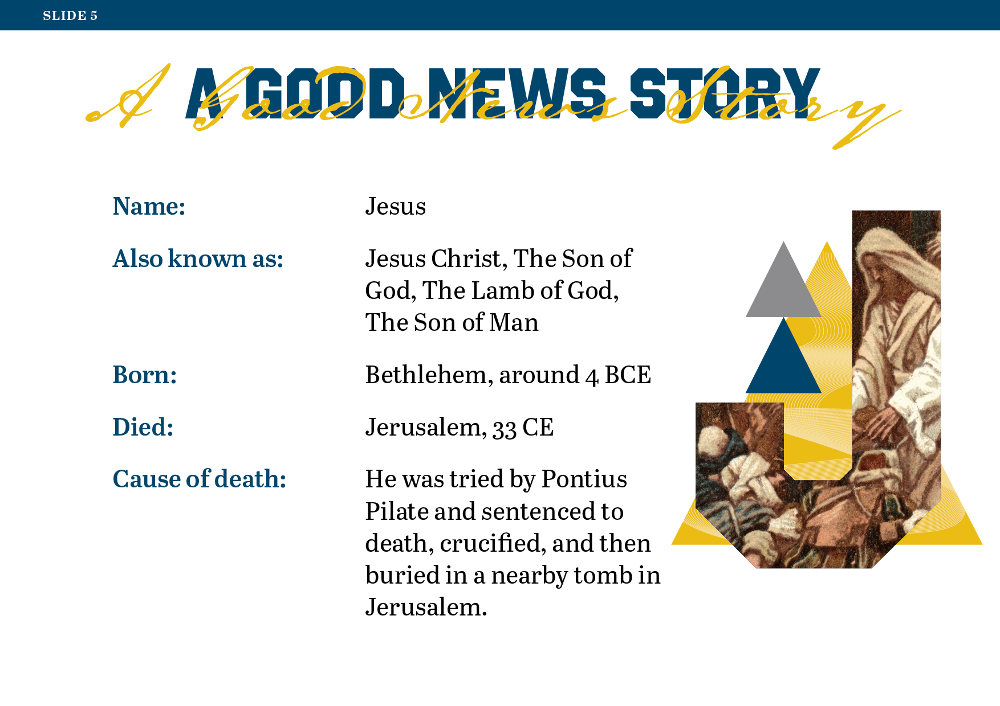 SLIDE 5
A GOOD NEWS STORY
A Good News Story
Name: Jesus
Also known as: Jesus Christ, The Son of
God, The Lamb of God,
The Son of Man
Born: Bethlehem, around 4 BCE
Died: Jerusalem, 33 CE
Cause of death: He was tried by Pontius
Pilate and sentenced to
death, crucified, and then
buried in a nearby tomb in
Jerusalem.